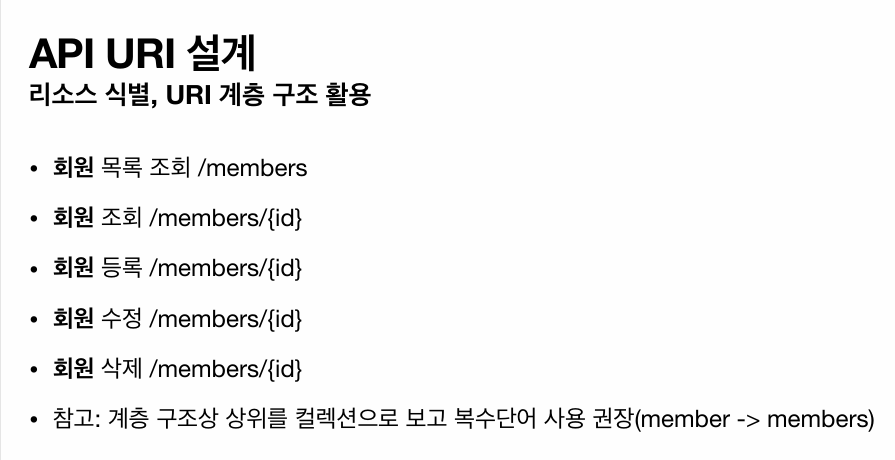 API URI 설계
리소스 식별, URI 계층 구조 활용
• 회원 목록 조회 /members
• 회원 조회 /members/{id}
• 회원 등록 /members/{id}
• 회원 수정 /members/{id}
• 회원 삭제 /members/{id}
• 참고: 계층 구조상 상위를 컬렉션으로 보고 복수단어 사용 권장(member -> members)